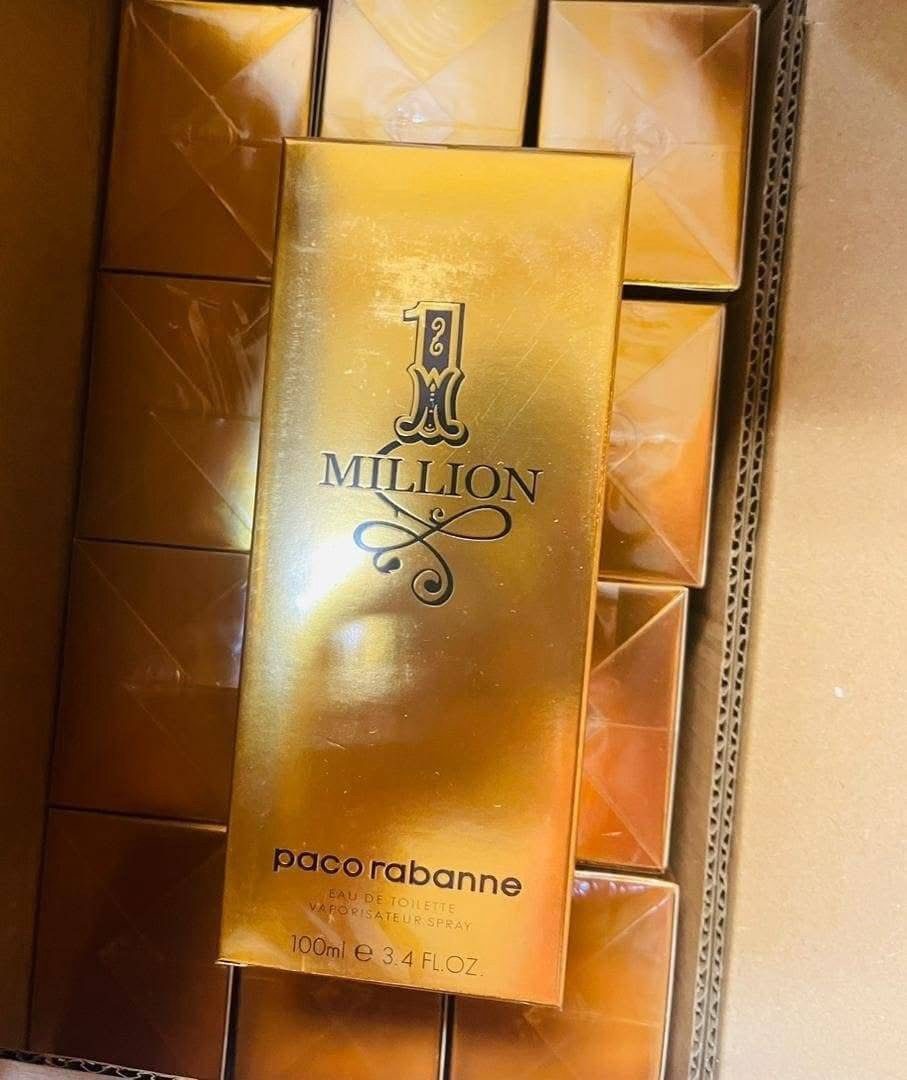 1
MILLION
paco rabanne
EAU DE TOILETTE
VAPORISATEUR SPRAY
100ml e 3.4 FL.OZ.